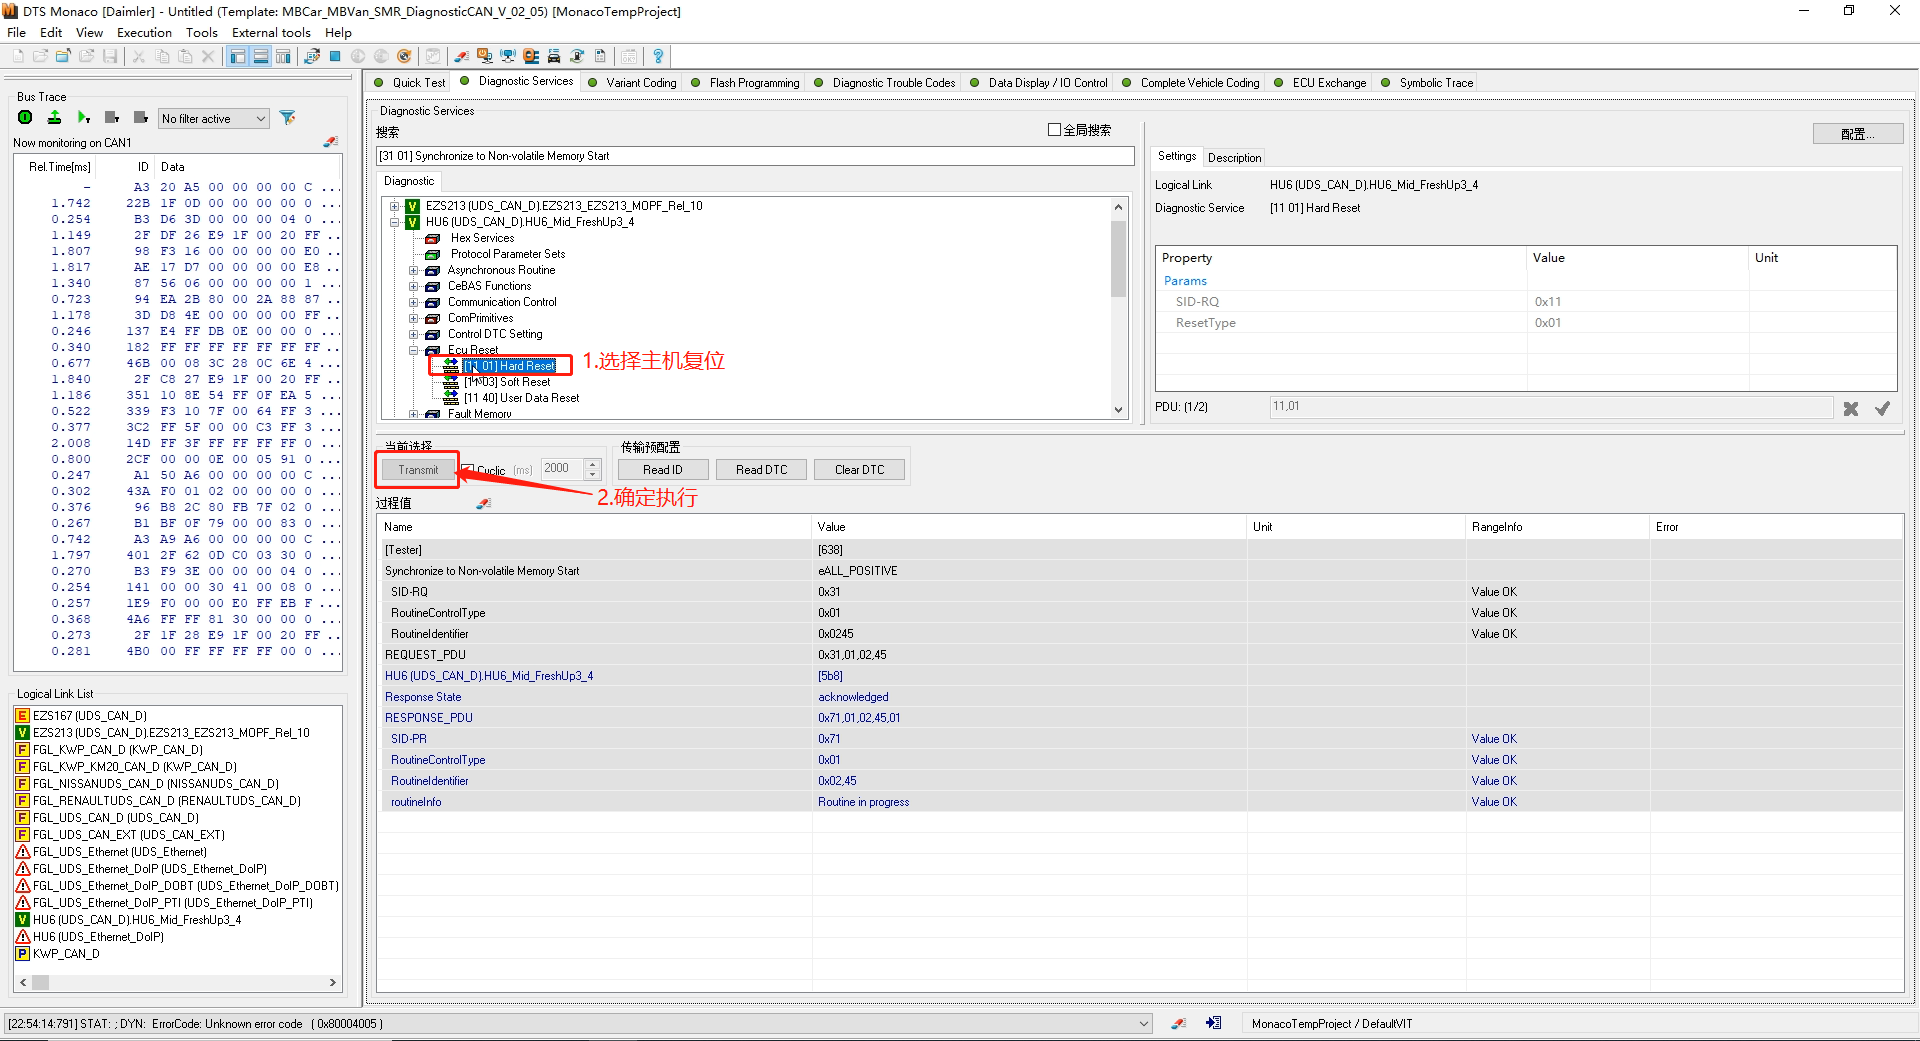 DTS Monaco [Daimler] - Untitled (Template: MBCar_MBVan_SMR_DiagnosticCAN_V_02_05) [MonacoTempProject]
File Edit View Execution Tools External tools Help
Quick Test Diagnostic Services Variant Coding Flash Programming Diagnostic Trouble Codes Data Display / IO Control Complete Vehicle Coding ECU Exchange Symbolic Trace
Bus Trace
No filter active
Now monitoring on CAN1
Rel.Time[ms] ID Data
– A3 20 A5 00 00 00 00 C ...
1.742 22B 1F 0D 00 00 00 00 0 ...
0.254 B3 D6 3D 00 00 00 04 0 ...
1.149 2F DF 26 E9 1F 00 20 FF ..
1.807 98 F3 16 00 00 00 00 E0 ..
1.817 AE 17 D7 00 00 00 00 E8 ..
1.340 87 56 06 00 00 00 00 1 ...
0.723 94 EA 2B 80 00 2A 88 87 ..
1.178 3D D8 4E 00 00 00 00 FF ..
0.246 137 E4 FF DB 0E 00 00 0 ...
0.340 182 FF FF FF FF FF FF FF ..
0.677 46B 00 08 3C 28 0C 6E 4 ...
1.840 2F C8 27 E9 1F 00 20 FF ..
1.186 351 10 8E 54 FF 0F EA 5 ...
0.522 339 F3 10 7F 00 64 FF 3 ...
0.377 3C2 FF 5F 00 00 C3 FF 3 ...
2.008 14D FF 3F FF FF FF FF 0 ...
0.800 2CF 00 00 0E 00 05 91 0 ...
0.247 A1 50 A6 00 00 00 00 C ...
0.302 43A F0 01 02 00 00 00 0 ...
0.376 96 B8 2C 80 FB 7F 02 0 ...
0.267 B1 BF 0F 79 00 00 83 0 ...
0.742 A3 A9 A6 00 00 00 00 C ...
1.797 401 2F 62 0D C0 03 30 0 ...
0.270 B3 F9 3E 00 00 00 04 0 ...
0.254 141 00 00 30 41 00 08 0 ...
0.257 1E9 F0 00 00 E0 FF EB F ...
0.368 4A6 FF FF 81 30 00 00 0 ...
0.273 2F 1F 28 E9 1F 00 20 FF ..
0.281 4B0 00 FF FF FF FF 00 0 ...
Logical Link List
EZS167 (UDS_CAN_D)
EZS213 (UDS_CAN_D).EZS213_EZS213_MOPF_Rel_10
FGL_KWP_CAN_D (KWP_CAN_D)
FGL_KWP_KM20_CAN_D (KWP_CAN_D)
FGL_NISSANUDS_CAN_D (NISSANUDS_CAN_D)
FGL_RENAULTUDS_CAN_D (RENAULTUDS_CAN_D)
FGL_UDS_CAN_D (UDS_CAN_D)
FGL_UDS_CAN_EXT (UDS_CAN_EXT)
FGL_UDS_Ethernet (UDS_Ethernet)
FGL_UDS_Ethernet_DoIP (UDS_Ethernet_DoIP)
FGL_UDS_Ethernet_DoIP_DOBT (UDS_Ethernet_DoIP_DOBT)
FGL_UDS_Ethernet_DoIP_PTI (UDS_Ethernet_DoIP_PTI)
HU6 (UDS_CAN_D).HU6_Mid_FreshUp3_4
HU6 (UDS_Ethernet_DoIP)
KWP_CAN_D
Diagnostic Services
搜索
全局搜索
[31 01] Synchronize to Non-volatile Memory Start
Diagnostic
EZS213 (UDS_CAN_D).EZS213_EZS213_MOPF_Rel_10
HU6 (UDS_CAN_D).HU6_Mid_FreshUp3_4
Hex Services
Protocol Parameter Sets
Asynchronous Routine
CeBAS Functions
Communication Control
ComPrimitives
Control DTC Setting
Ecu Reset
[11 01] Hard Reset 1.选择主机复位
[11 03] Soft Reset
[11 40] User Data Reset
Fault Memory
配置...
Settings Description
Logical Link HU6 (UDS_CAN_D).HU6_Mid_FreshUp3_4
Diagnostic Service [11 01] Hard Reset
Property Value Unit
Params
SID-RQ 0x11
ResetType 0x01
PDU: (1/2) 11,01
当前选择
Transmit Cyclic (ms) 2000
传输预配置
Read ID Read DTC Clear DTC
2.确定执行
过程值
Name Value Unit RangeInfo Error
[Tester] [638]
Synchronize to Non-volatile Memory Start eALL_POSITIVE
SID-RQ 0x31 Value OK
RoutineControlType 0x01 Value OK
RoutineIdentifier 0x0245 Value OK
REQUEST_PDU 0x31,01,02,45
HU6 (UDS_CAN_D).HU6_Mid_FreshUp3_4 [5b8]
Response State acknowledged
RESPONSE_PDU 0x71,01,02,45,01
SID-PR 0x71 Value OK
RoutineControlType 0x01 Value OK
RoutineIdentifier 0x02,45 Value OK
routineInfo Routine in progress Value OK
[22:54:14:791] STAT: ; DYN: ErrorCode: Unknown error code ( 0x80004005 )
MonacoTempProject / DefaultVIT